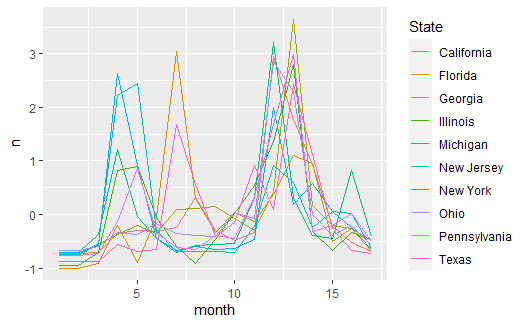 State
California
Florida
Georgia
Illinois
Michigan
New Jersey
New York
Ohio
Pennsylvania
Texas
3
2
1
0
-1
n
5
10
15
month